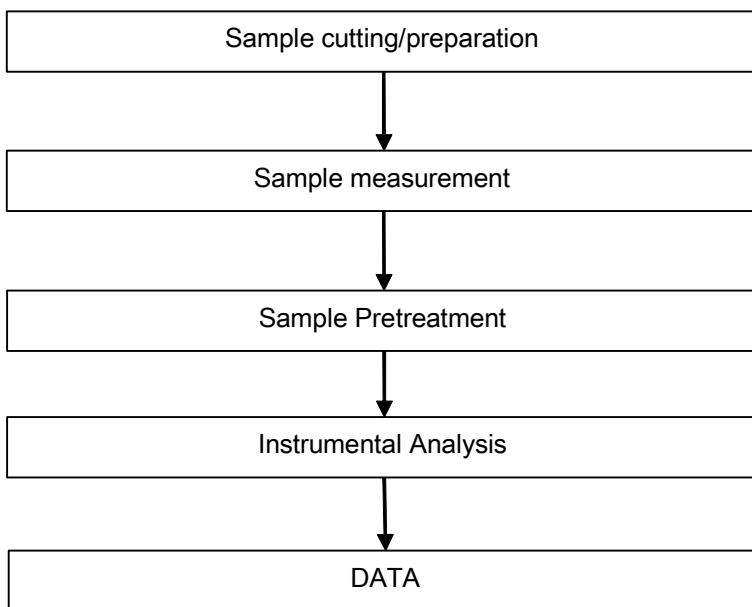 Sample cutting/preparation
Sample measurement
Sample Pretreatment
Instrumental Analysis
DATA